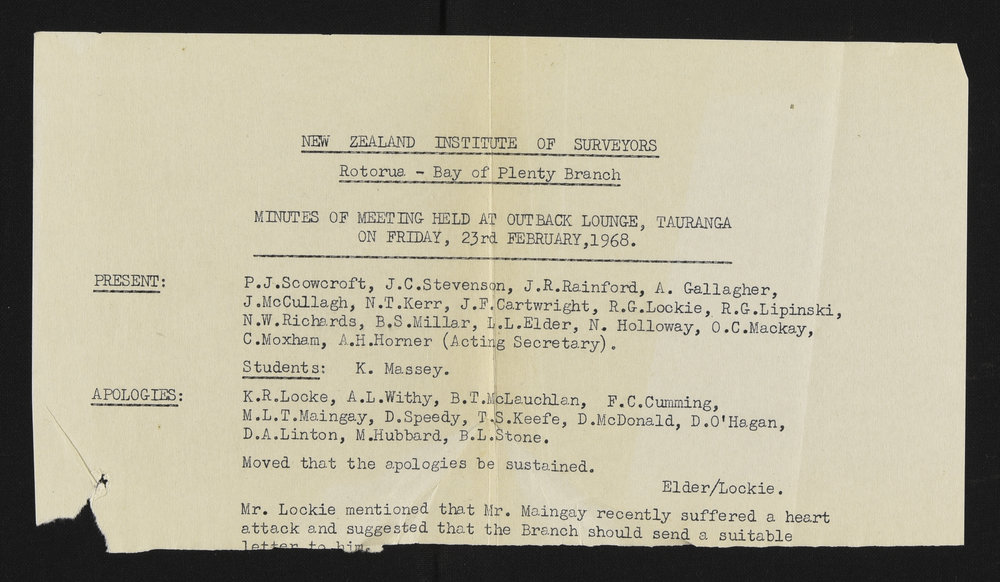 NEW ZEALAND INSTITUTE OF SURVEYORS
Rotorua - Bay of Plenty Branch
MINUTES OF MEETING HELD AT OUTBACK LOUNGE, TAURANGA
ON FRIDAY, 23rd FEBRUARY,1968.
PRESENT: P.J.Scowcroft, J.C.Stevenson, J.R.Rainford, A. Gallagher,
J.McCullagh, N.T.Kerr, J.F.Cartwright, R.G.Lockie, R.G.Lipinski,
N.W.Richards, B.S.Millar, L.L.Elder, N. Holloway, O.C.Mackay,
C.Moxham, A.H.Horner (Acting Secretary).
Students: K. Massey.
APOLOGIES: K.R.Locke, A.L.Withy, B.T.McLauchlan, F.C.Cumming,
M.L.T.Maingay, D.Speedy, T.S.Keefe, D.McDonald, D.O'Hagan,
D.A.Linton, M.Hubbard, B.L.Stone.
Moved that the apologies be sustained.
Elder/Lockie.
Mr. Lockie mentioned that Mr. Maingay recently suffered a heart
attack and suggested that the Branch should send a suitable
letter to him.